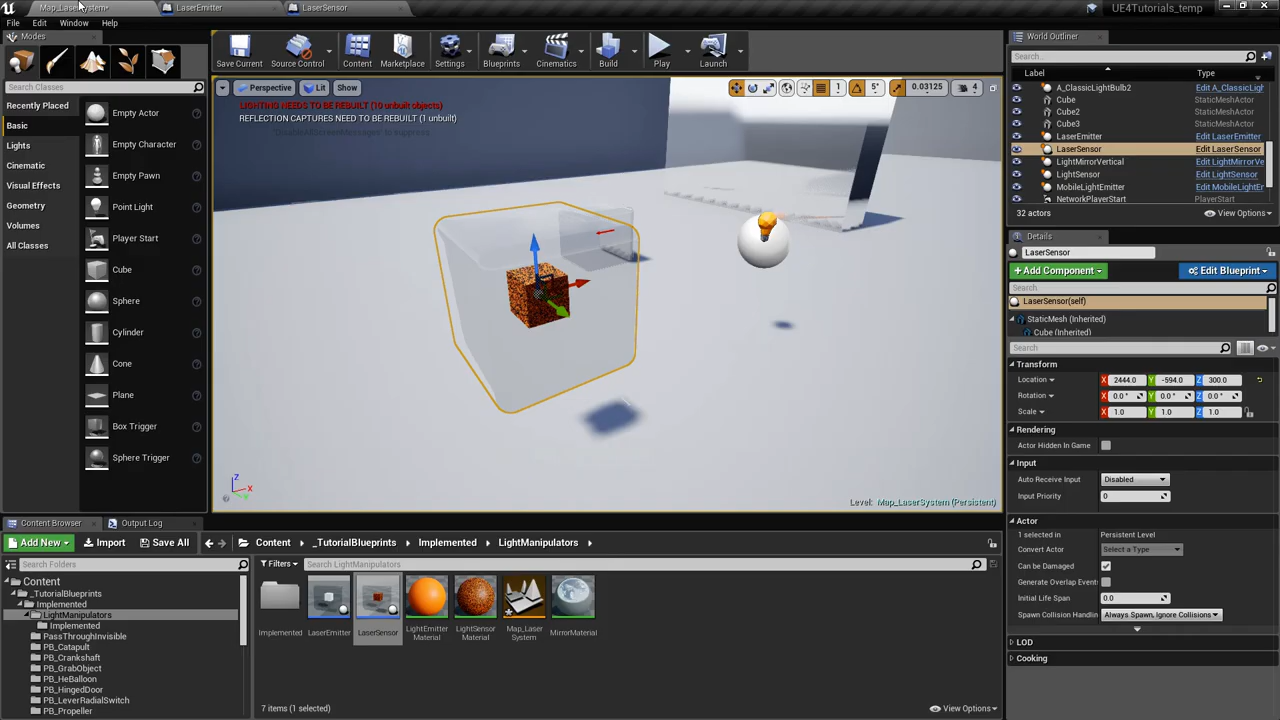 Map_LaserSystem*
LaserEmitter
LaserSensor
UE4Tutorials_temp
File Edit Window Help
Modes
Search Classes
Recently Placed
Basic
Lights
Cinematic
Visual Effects
Geometry
Volumes
All Classes
Empty Actor
Empty Character
Empty Pawn
Point Light
Player Start
Cube
Sphere
Cylinder
Cone
Plane
Box Trigger
Sphere Trigger
Save Current
Source Control
Content
Marketplace
Settings
Blueprints
Cinematics
Build
Play
Launch
Perspective
Lit
Show
1
5°
0.03125
4
LIGHTING NEEDS TO BE REBUILT (10 unbuilt objects)
REFLECTION CAPTURES NEED TO BE REBUILT (1 unbuilt)
'DisableAllScreenMessages' to suppress
Z
X
Y
Level: Map_LaserSystem (Persistent)
World Outliner
Search...
Label Type
A_ClassicLightBulb2 Edit A_ClassicLigh
Cube StaticMeshActor
Cube2 StaticMeshActor
Cube3 StaticMeshActor
LaserEmitter Edit LaserEmitter
LaserSensor Edit LaserSensor
LightMirrorVertical Edit LightMirrorVe
LightSensor Edit LightSensor
MobileLightEmitter Edit MobileLightEr
NetworkPlayerStart PlayerStart
32 actors
View Options
Details
LaserSensor
+Add Component
Edit Blueprint
Search
LaserSensor(self)
StaticMesh (Inherited)
Cube (Inherited)
Search
Transform
Location X 2444.0 Y -594.0 Z 300.0
Rotation X 0.0° Y 0.0° Z 0.0°
Scale X 1.0 Y 1.0 Z 1.0
Rendering
Actor Hidden In Game
Input
Auto Receive Input Disabled
Input Priority 0
Actor
1 selected in Persistent Level
Convert Actor Select a Type
Can be Damaged
Generate Overlap Event
Initial Life Span 0.0
Spawn Collision Handlin Always Spawn, Ignore Collisions
LOD
Cooking
Content Browser
Output Log
Add New
Import
Save All
Content
_TutorialBlueprints
Implemented
LightManipulators
Search Folders
Filters
Search LightManipulators
Content
_TutorialBlueprints
Implemented
LightManipulators
Implemented
PassThroughInvisible
PB_Catapult
PB_Crankshaft
PB_GrabObject
PB_HeBalloon
PB_HingedDoor
PB_LeverRadialSwitch
PB_Propeller
Implemented
LaserEmitter
LaserSensor
LightEmitter
Material
LightSensor
Material
Map_Laser
System
MirrorMaterial
7 items (1 selected)
View Options